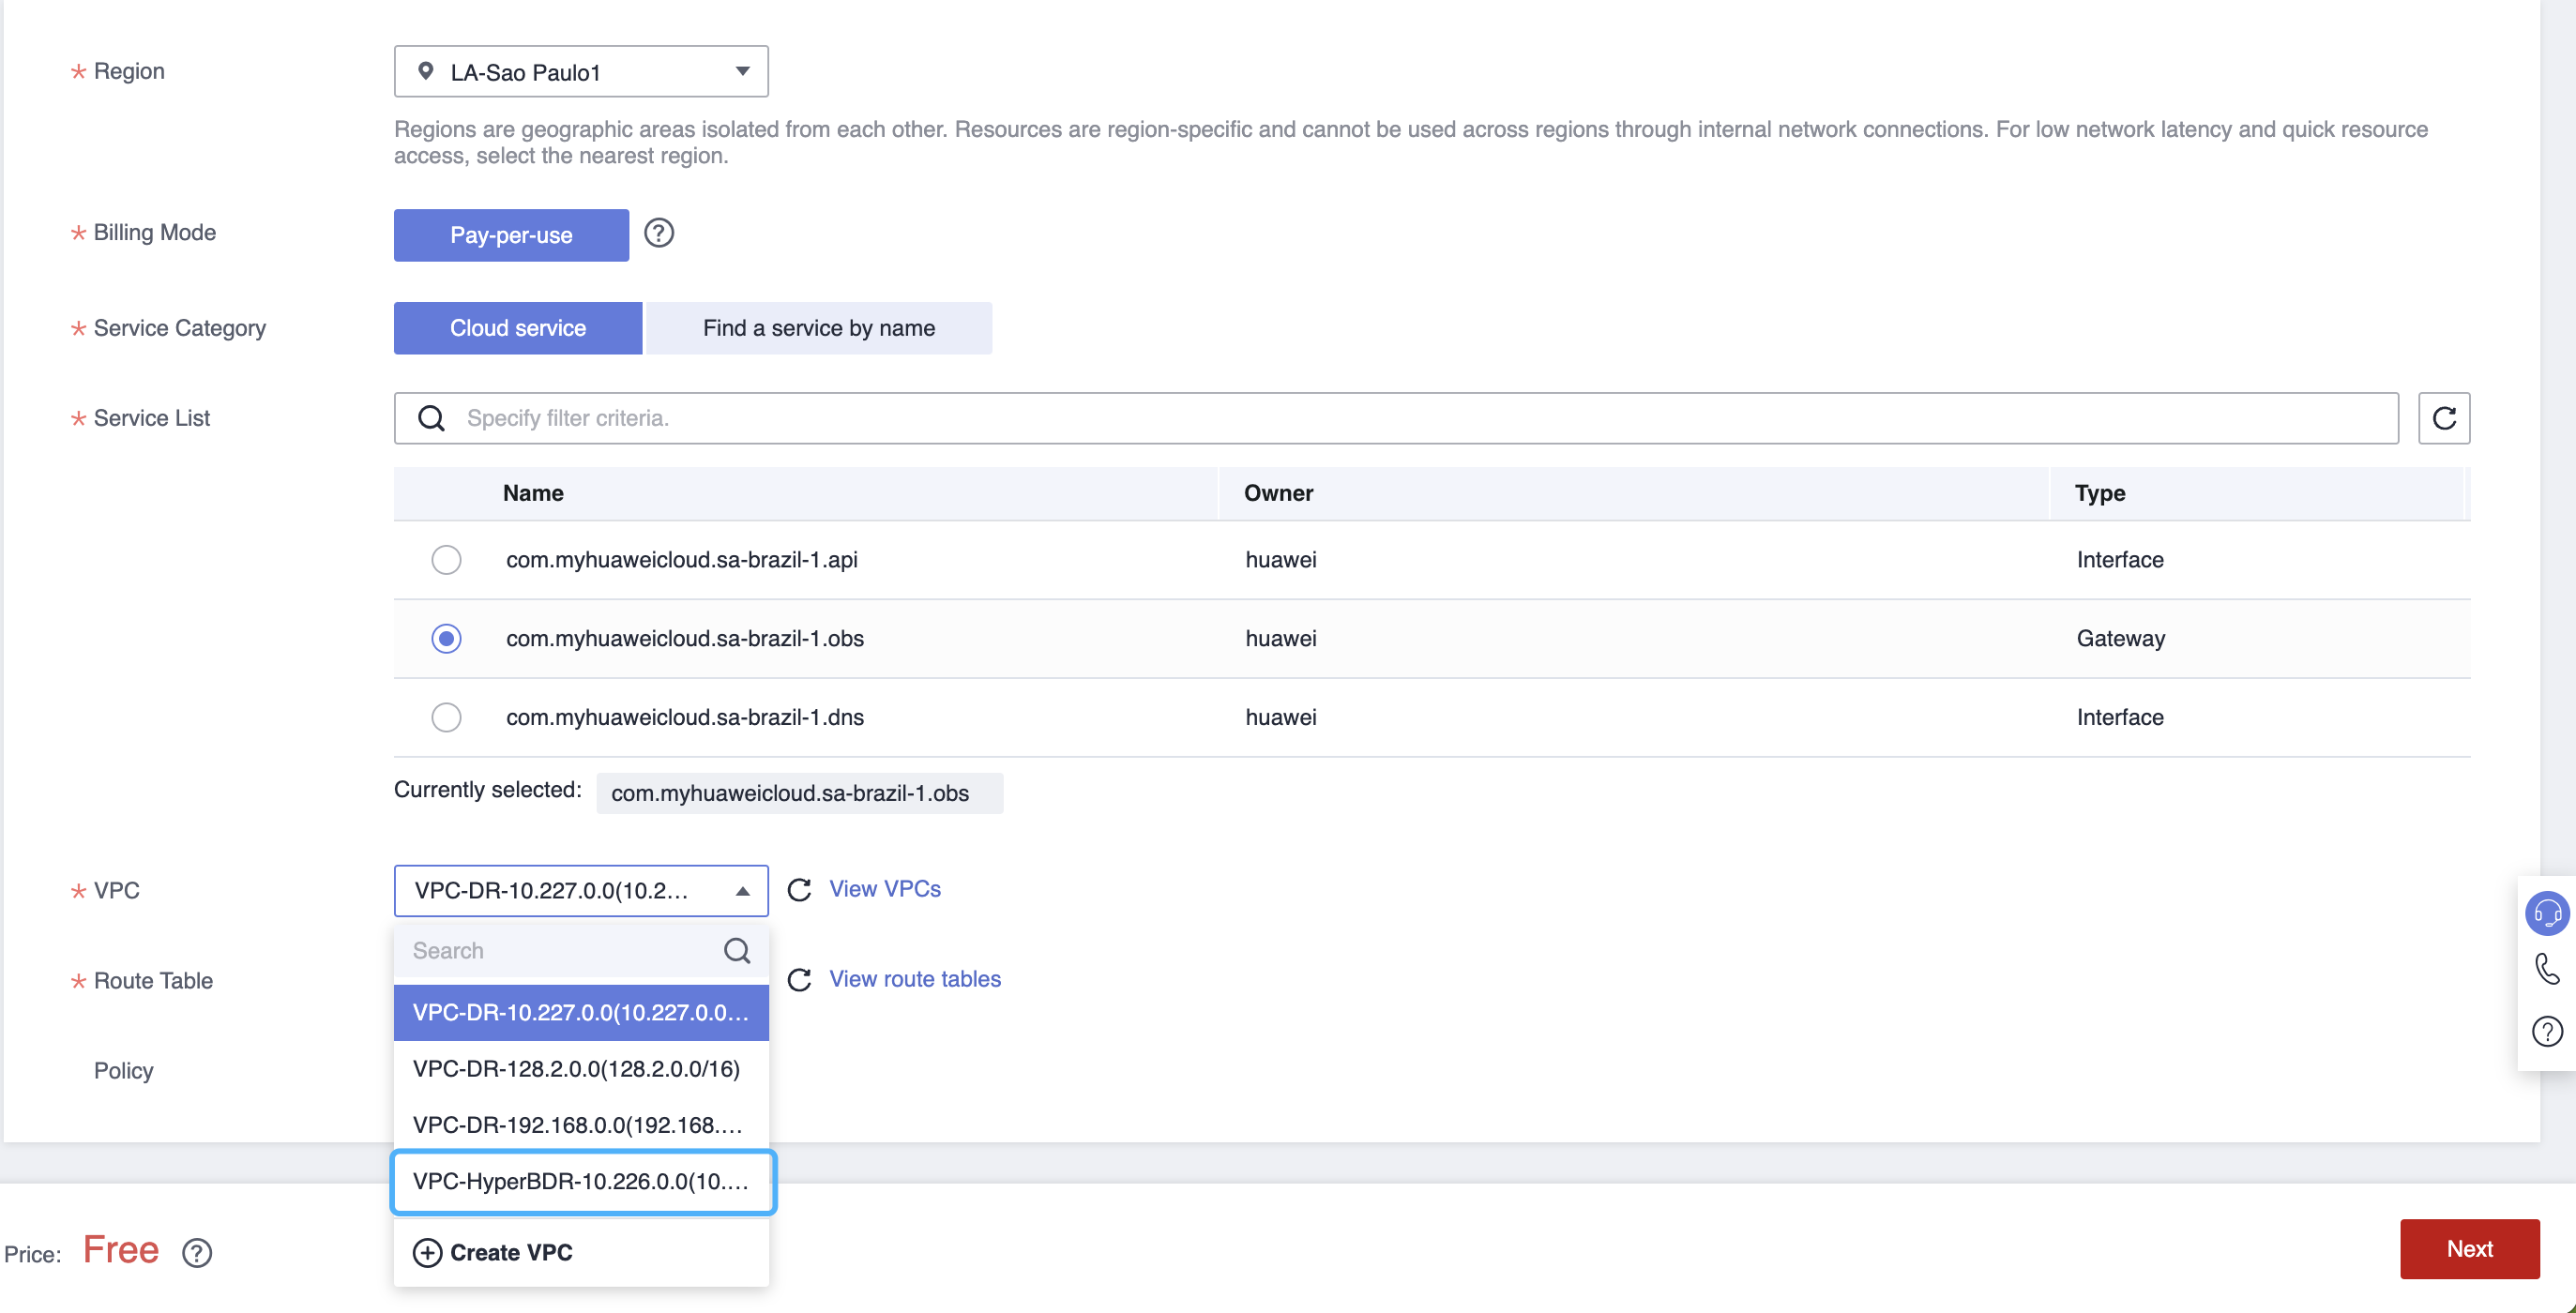 * Region
LA-Sao Paulo1
Regions are geographic areas isolated from each other. Resources are region-specific and cannot be used across regions through internal network connections. For low network latency and quick resource
access, select the nearest region.
* Billing Mode
Pay-per-use
* Service Category
Cloud service
Find a service by name
* Service List
Specify filter criteria.
Name Owner Type
com.myhuaweicloud.sa-brazil-1.api huawei Interface
com.myhuaweicloud.sa-brazil-1.obs huawei Gateway
com.myhuaweicloud.sa-brazil-1.dns huawei Interface
Currently selected: com.myhuaweicloud.sa-brazil-1.obs
* VPC
VPC-DR-10.227.0.0(10.2...
View VPCs
Search
* Route Table
View route tables
VPC-DR-10.227.0.0(10.227.0.0...
VPC-DR-128.2.0.0(128.2.0.0/16)
Policy
VPC-DR-192.168.0.0(192.168....
VPC-HyperBDR-10.226.0.0(10....
Create VPC
Price: Free
Next